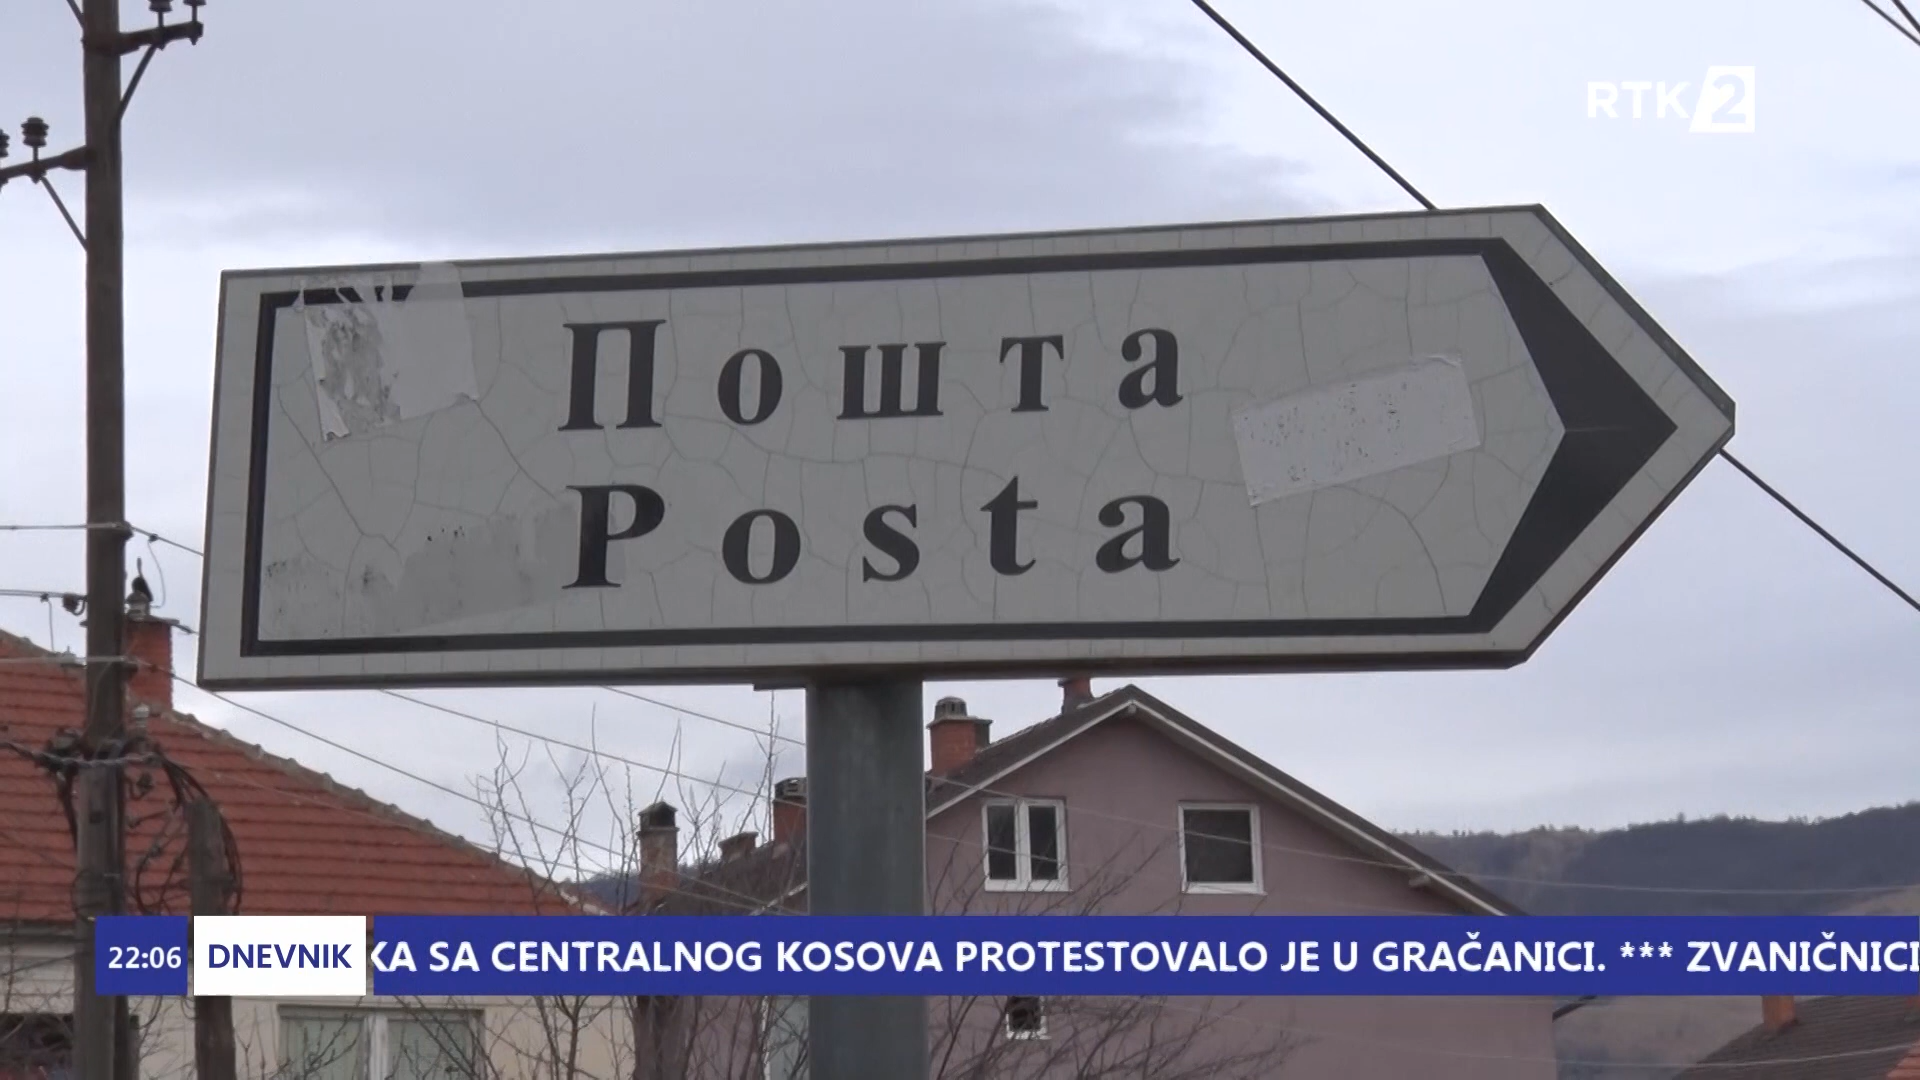 RTK 2
Пошта
Posta
22:06 DNEVNIK KA SA CENTRALNOG KOSOVA PROTESTOVALO JE U GRAČANICI. *** ZVANIČNICI